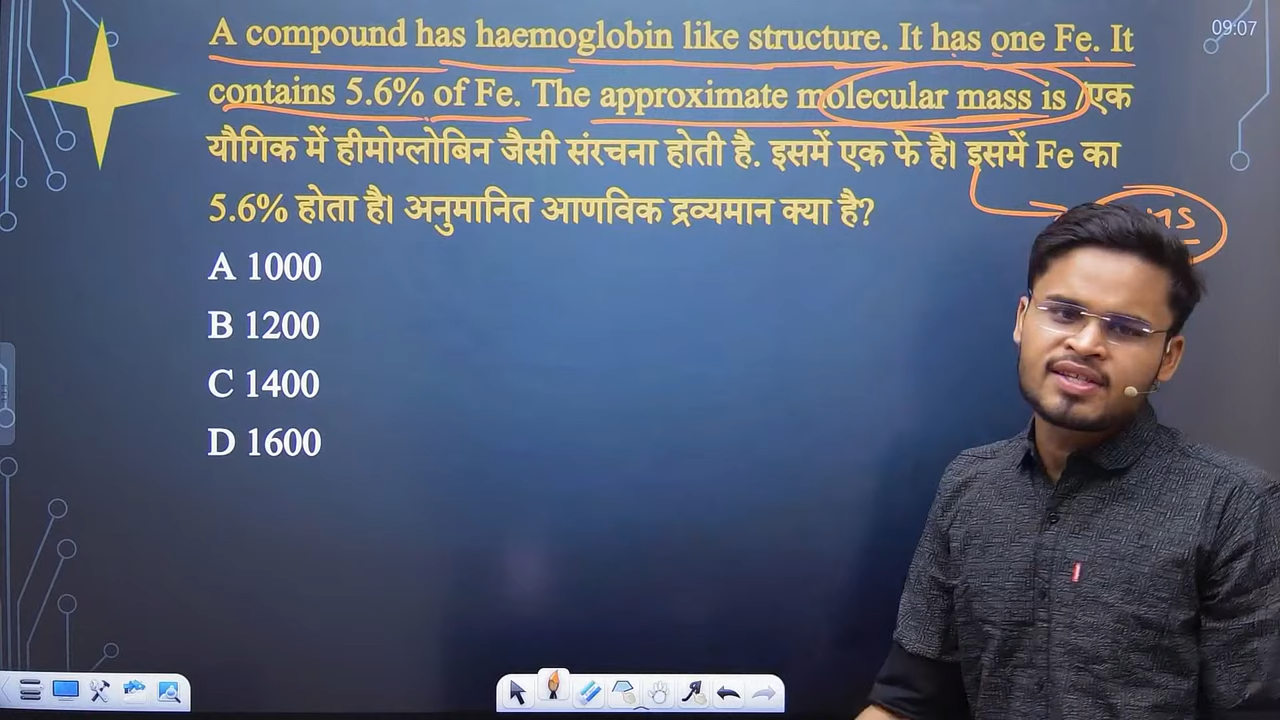 09:07
A compound has haemoglobin like structure. It has one Fe. It
contains 5.6% of Fe. The approximate molecular mass is /एक
यौगिक में हीमोग्लोबिन जैसी संरचना होती है. इसमें एक फे है। इसमें Fe का
5.6% होता है। अनुमानित आणविक द्रव्यमान क्या है?
A 1000
B 1200
C 1400
D 1600